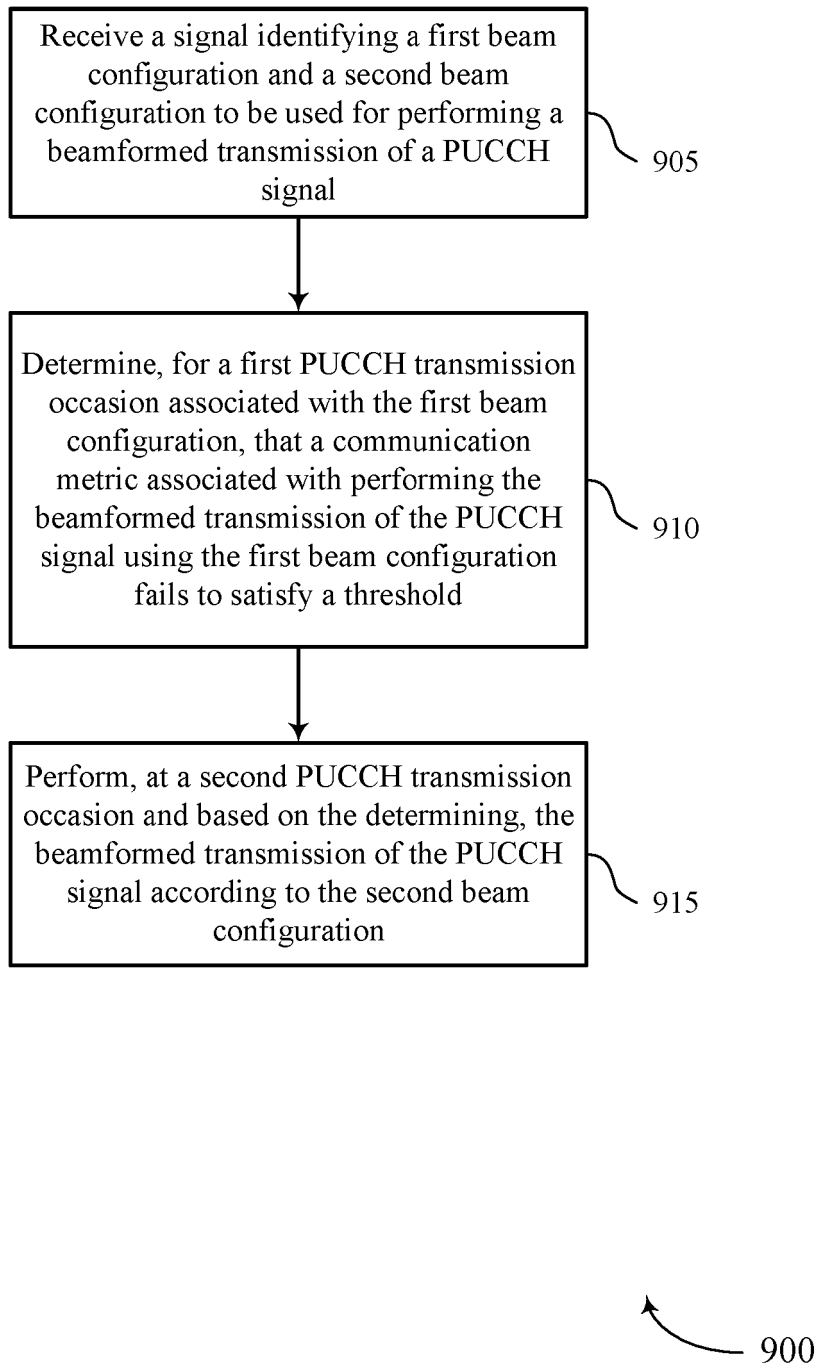 Receive a signal identifying a first beam
configuration and a second beam
configuration to be used for performing a
beamformed transmission of a PUCCH
signal
905
Determine, for a first PUCCH transmission
occasion associated with the first beam
configuration, that a communication
metric associated with performing the
beamformed transmission of the PUCCH
signal using the first beam configuration
fails to satisfy a threshold
910
Perform, at a second PUCCH transmission
occasion and based on the determining, the
beamformed transmission of the PUCCH
signal according to the second beam
configuration
915
900